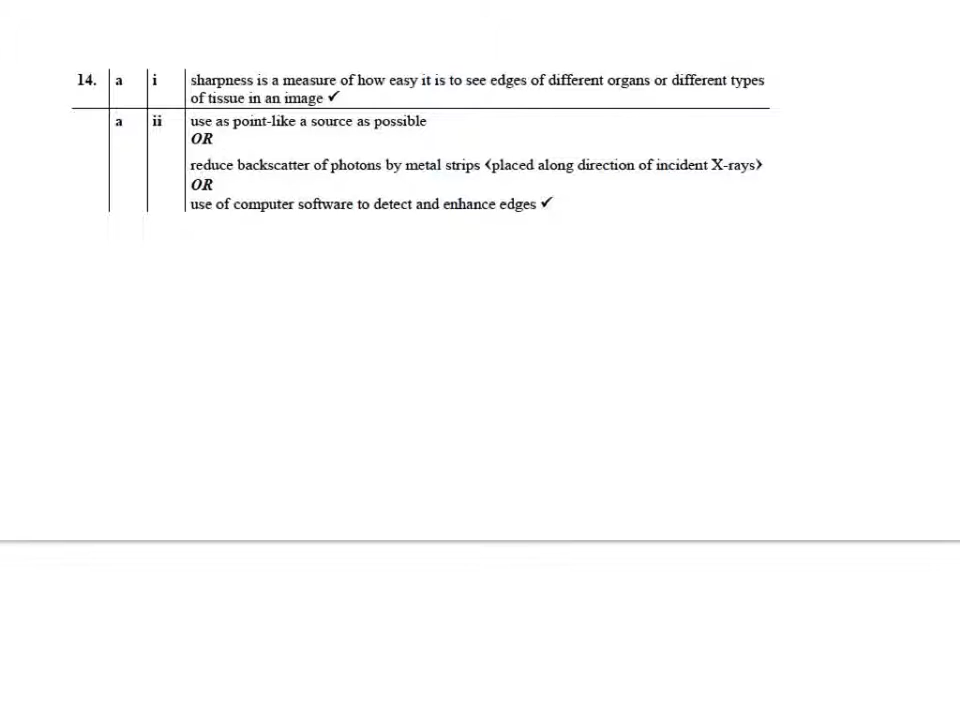 14. a i sharpness is a measure of how easy it is to see edges of different organs or different types
of tissue in an image ✓
a ii use as point-like a source as possible
OR
reduce backscatter of photons by metal strips «placed along direction of incident X-rays»
OR
use of computer software to detect and enhance edges ✓